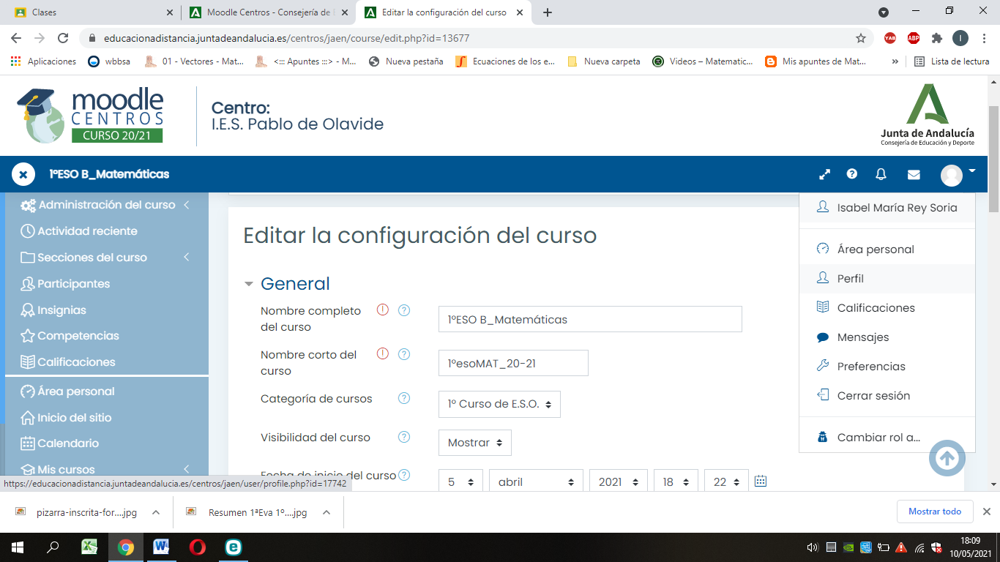 Clases
Moodle Centros - Consejería de E
Editar la configuración del curso
educacionadistancia.juntadeandalucia.es/centros/jaen/course/edit.php?id=13677
YAB
ABP
I
Aplicaciones
wbbsa
01 - Vectores - Mat...
<::: Apuntes :::> - M...
Nueva pestaña
Ecuaciones de los e...
Nueva carpeta
Videos – Matematic...
Mis apuntes de Mat...
»
Lista de lectura
moodle
CENTROS
CURSO 20/21
Centro:
I.E.S. Pablo de Olavide
Junta de Andalucía
Consejería de Educación y Deporte
1ºESO B_Matemáticas
Administración del curso
Actividad reciente
Secciones del curso
Participantes
Insignias
Competencias
Calificaciones
Área personal
Inicio del sitio
Calendario
Mis cursos
Editar la configuración del curso
General
Nombre completo
del curso
1ºESO B_Matemáticas
Nombre corto del
curso
1ºesoMAT_20-21
Categoría de cursos
1º Curso de E.S.O.
Visibilidad del curso
Mostrar
Fecha de inicio del curso
5
abril
2021
18
22
Isabel María Rey Soria
Área personal
Perfil
Calificaciones
Mensajes
Preferencias
Cerrar sesión
Cambiar rol a...
https://educacionadistancia.juntadeandalucia.es/centros/jaen/user/profile.php?id=17742
pizarra-inscrita-for....jpg
Resumen 1ªEva 1º....jpg
Mostrar todo
18:09
10/05/2021